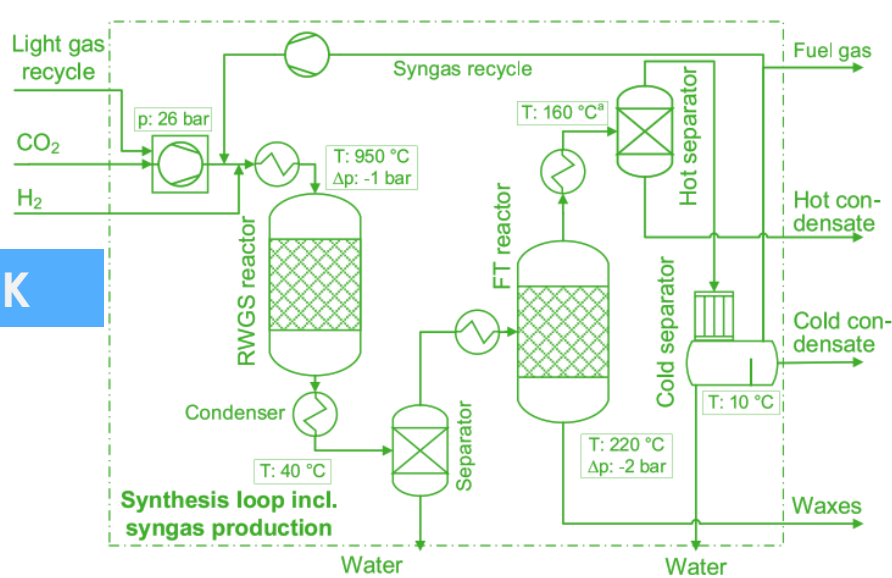 Light gas
recycle
p: 26 bar
CO₂
H₂
K
Syngas recycle
T: 950 °C
Δp: -1 bar
RWGS reactor
Condenser
T: 40 °C
Separator
Synthesis loop incl.
syngas production
Water
T: 160 °Cᵃ
FT reactor
T: 220 °C
Δp: -2 bar
Hot separator
Cold separator
T: 10 °C
Water
Fuel gas
Hot con-
densate
Cold con-
densate
Waxes